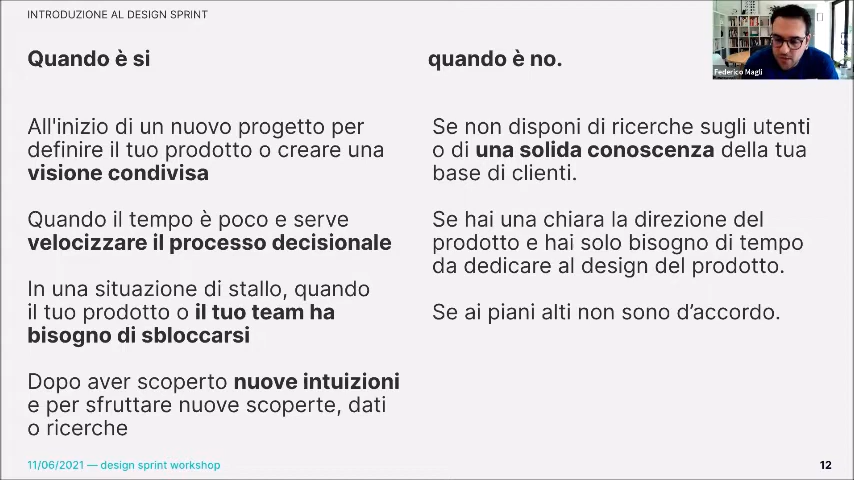 INTRODUZIONE AL DESIGN SPRINT
Quando è si
All'inizio di un nuovo progetto per
definire il tuo prodotto o creare una
visione condivisa
Quando il tempo è poco e serve
velocizzare il processo decisionale
In una situazione di stallo, quando
il tuo prodotto o il tuo team ha
bisogno di sbloccarsi
Dopo aver scoperto nuove intuizioni
e per sfruttare nuove scoperte, dati
o ricerche
quando è no.
Se non disponi di ricerche sugli utenti
o di una solida conoscenza della tua
base di clienti.
Se hai una chiara la direzione del
prodotto e hai solo bisogno di tempo
da dedicare al design del prodotto.
Se ai piani alti non sono d’accordo.
Federico Magli
11/06/2021 — design sprint workshop
12